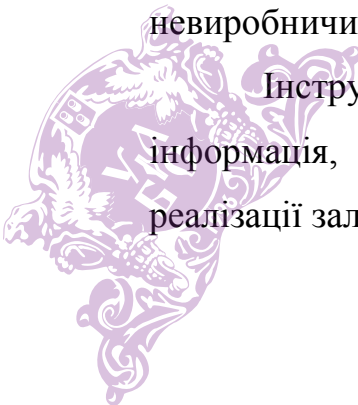 невиробничи
Інстру
інформація,
реалізації зал